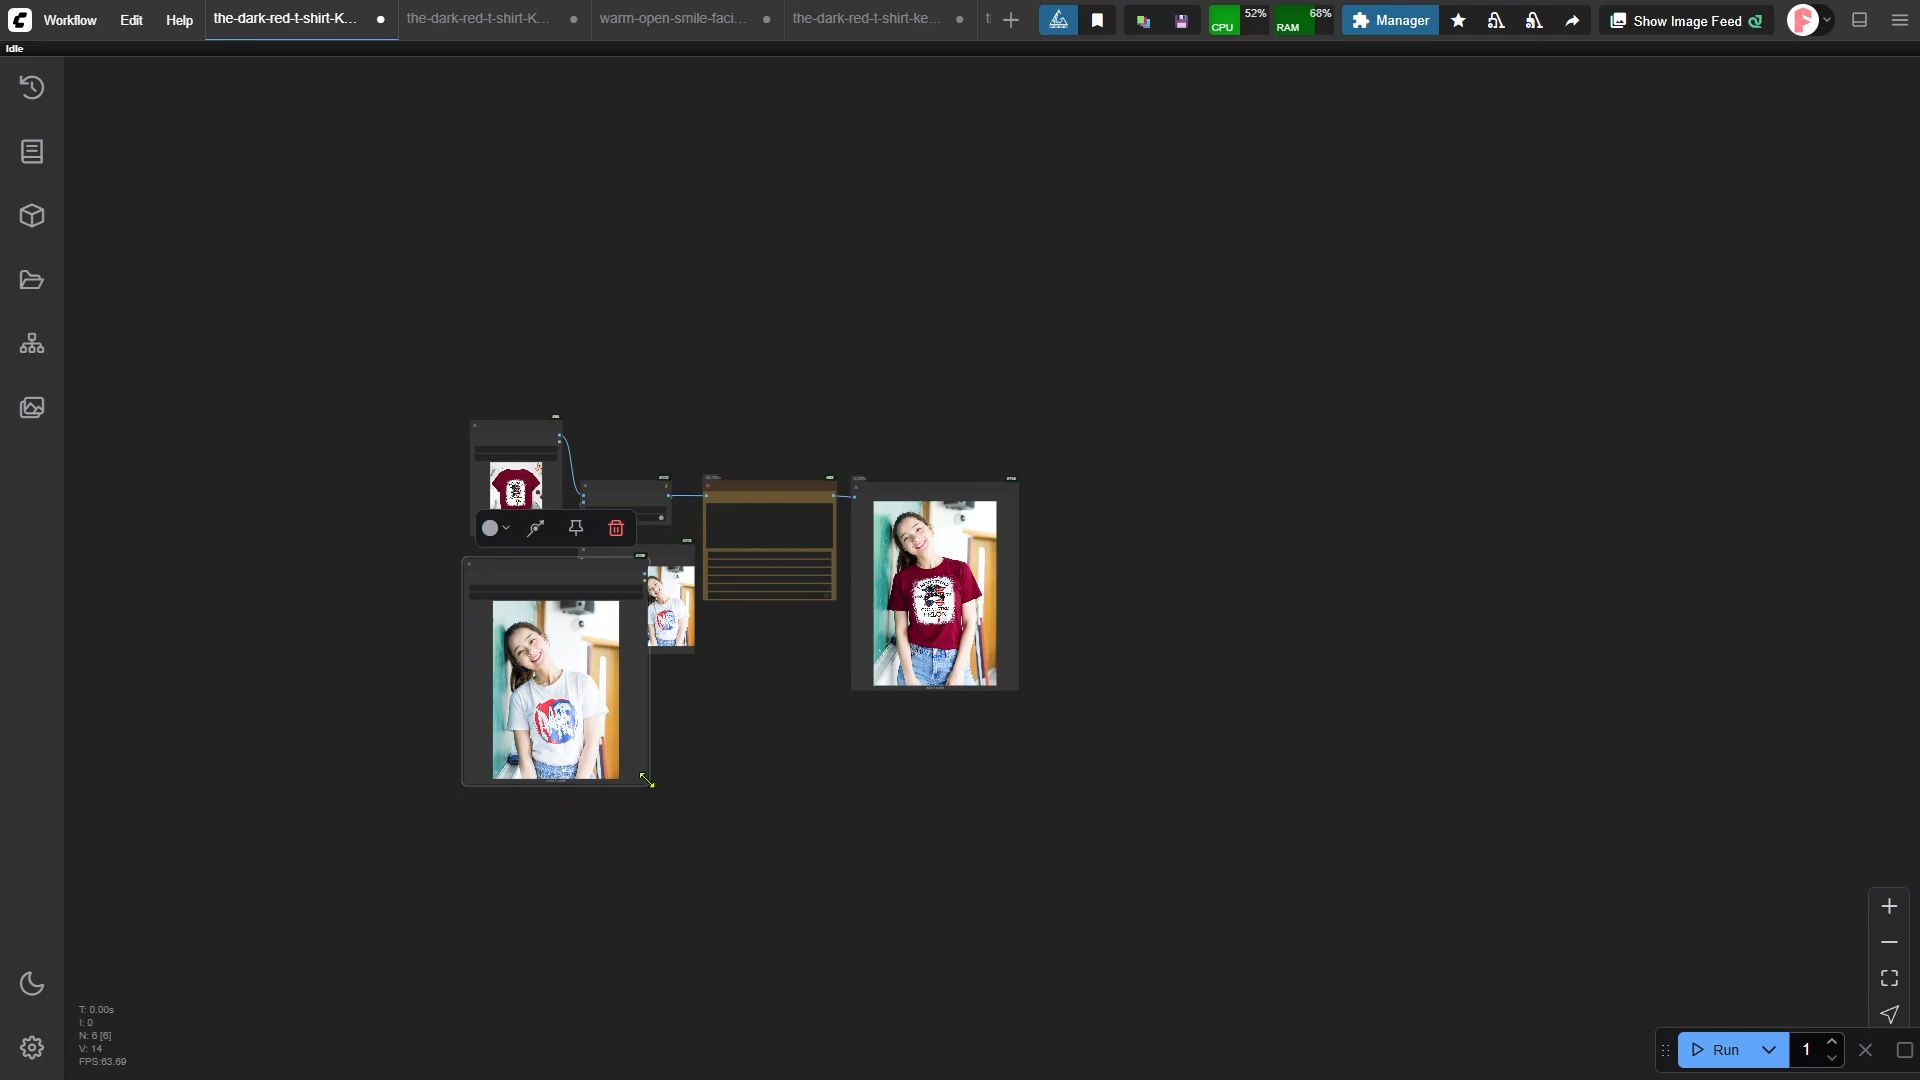 Workflow Edit Help the-dark-red-t-shirt-K... the-dark-red-t-shirt-K... warm-open-smile-faci... the-dark-red-t-shirt-ke... CPU 52% RAM 68% Manager Show Image Feed
Idle
T: 0.00s
I: 0
N: 6 [6]
V: 14
FPS:63.69
Run 1